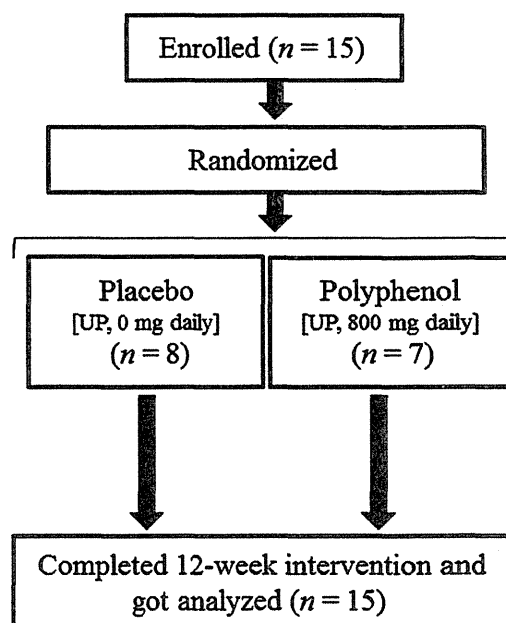 Enrolled (n = 15)
Randomized
Placebo
[UP, 0 mg daily]
(n = 8)
Polyphenol
[UP, 800 mg daily]
(n = 7)
Completed 12-week intervention and
got analyzed (n = 15)